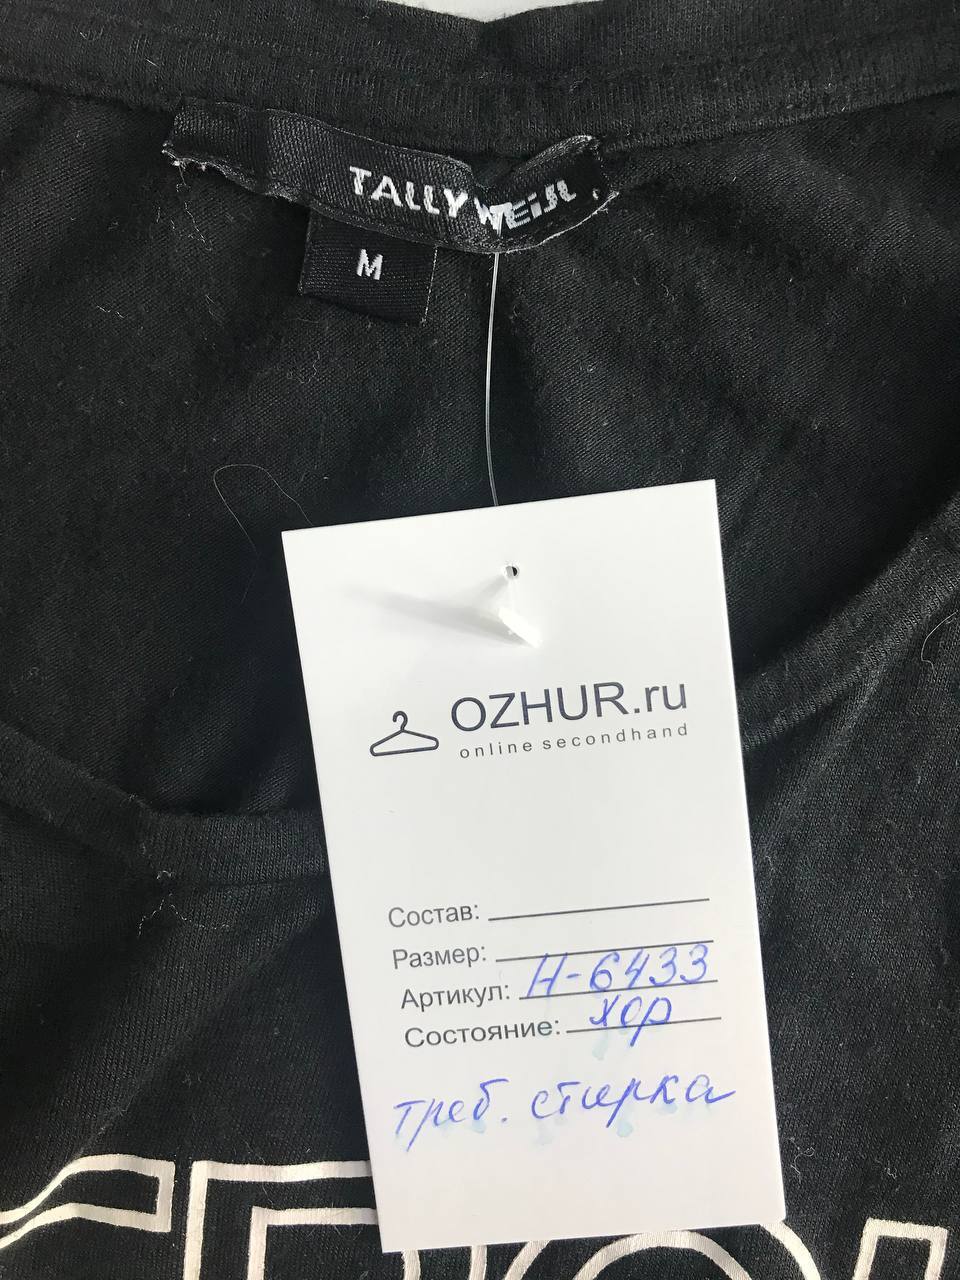 TALLY WEiJL
M
OZHUR.ru
online secondhand
Состав:
Размер:
Артикул: Н-6433
Состояние: хор
треб. стирка